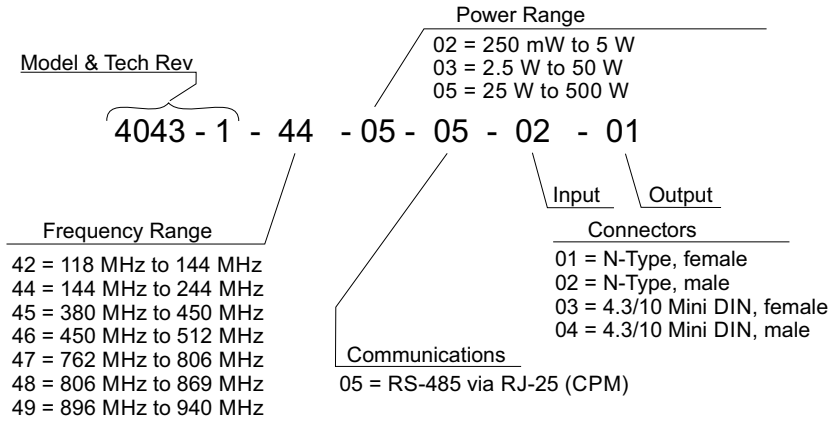 Power Range
02 = 250 mW to 5 W
03 = 2.5 W to 50 W
05 = 25 W to 500 W
Model & Tech Rev
4043 - 1 - 44 - 05 - 05 - 02 - 01
Input
Output
Frequency Range
42 = 118 MHz to 144 MHz
44 = 144 MHz to 244 MHz
45 = 380 MHz to 450 MHz
46 = 450 MHz to 512 MHz
47 = 762 MHz to 806 MHz
48 = 806 MHz to 869 MHz
49 = 896 MHz to 940 MHz
Connectors
01 = N-Type, female
02 = N-Type, male
03 = 4.3/10 Mini DIN, female
04 = 4.3/10 Mini DIN, male
Communications
05 = RS-485 via RJ-25 (CPM)